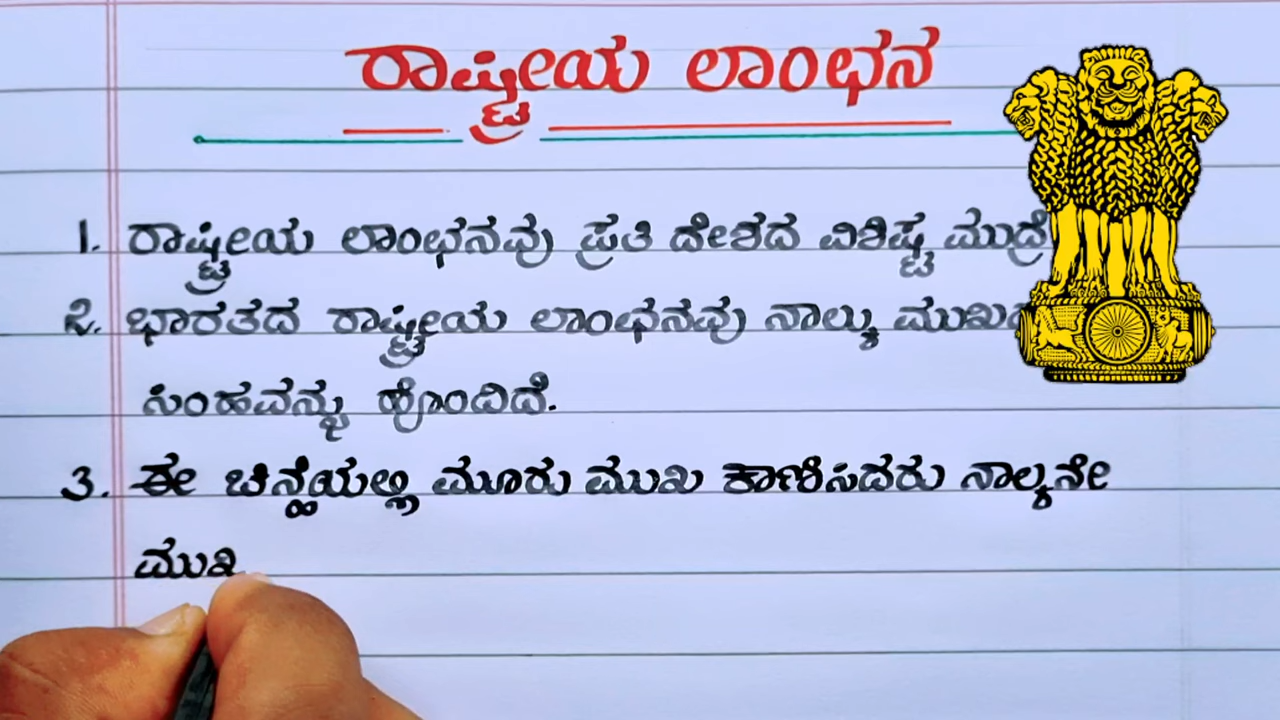 ರಾಷ್ಟ್ರೀಯ ಲಾಂಛನ
1. ರಾಷ್ಟ್ರೀಯ ಲಾಂಛನವು ಪ್ರತಿ ದೇಶದ ವಿಶಿಷ್ಟ ಮುದ್ರೆ
2. ಭಾರತದ ರಾಷ್ಟ್ರೀಯ ಲಾಂಛನವು ನಾಲ್ಕು
ಸಿಂಹವನ್ನು ಹೊಂದಿದೆ.
3. ಈ ಚಿನ್ಹೆಯಲ್ಲಿ ಮೂರು ಮುಖ ಕಾಣಿಸಿದರು ನಾಲ್ಕನೇ
ಮುಖ